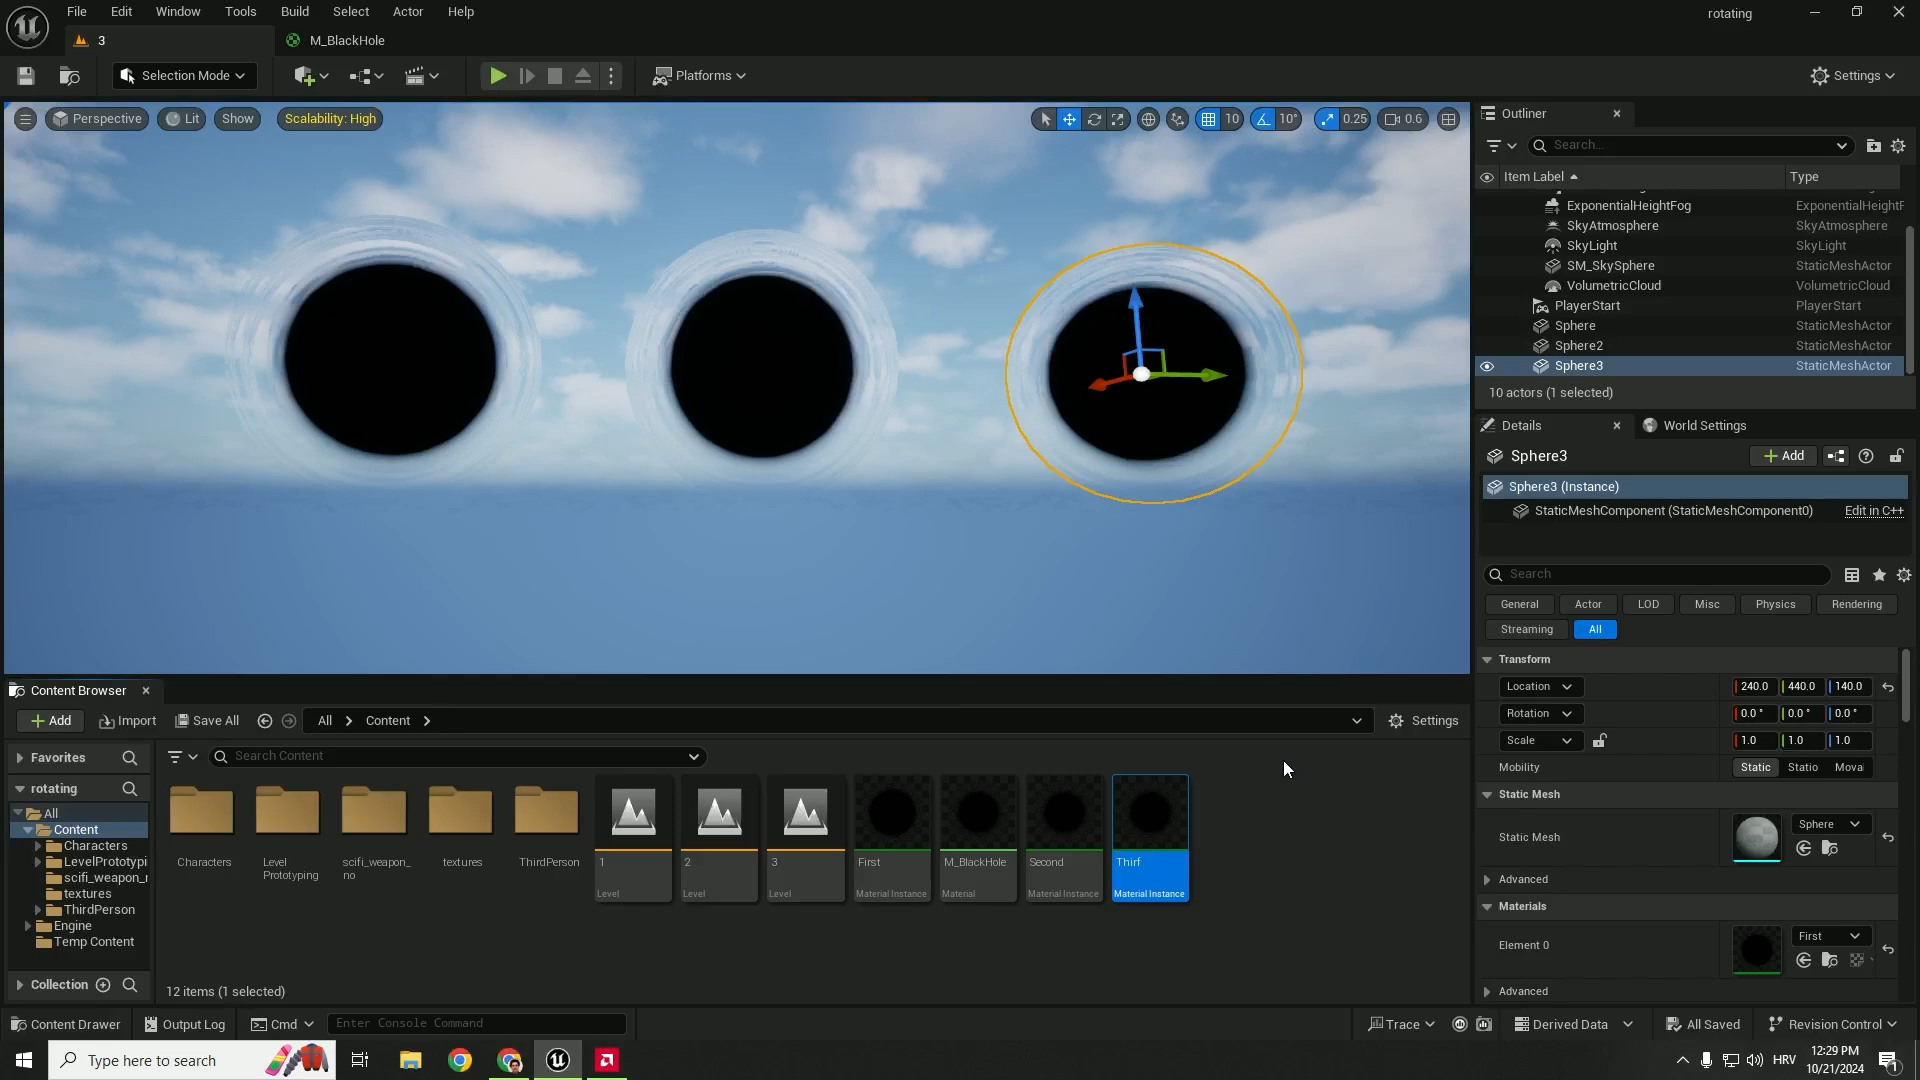 File Edit Window Tools Build Select Actor Help
rotating
3
M_BlackHole
Selection Mode
Platforms
Settings
Perspective
Lit
Show
Scalability: High
10
10°
0.25
0.6
Outliner
Search...
Item Label
Type
ExponentialHeightFog ExponentialHeightF
SkyAtmosphere SkyAtmosphere
SkyLight SkyLight
SM_SkySphere StaticMeshActor
VolumetricCloud VolumetricCloud
PlayerStart PlayerStart
Sphere StaticMeshActor
Sphere2 StaticMeshActor
Sphere3 StaticMeshActor
10 actors (1 selected)
Details
World Settings
Sphere3
Add
Sphere3 (Instance)
StaticMeshComponent (StaticMeshComponent0) Edit in C++
Search
General Actor LOD Misc Physics Rendering
Streaming All
Transform
Location 240.0 440.0 140.0
Rotation 0.0 ° 0.0 ° 0.0 °
Scale 1.0 1.0 1.0
Mobility Static Statio Moval
Static Mesh
Static Mesh Sphere
Advanced
Materials
Element 0 First
Advanced
Content Browser
Add Import Save All All Content Settings
Favorites
Search Content
rotating
All
Content
Characters
LevelPrototypi
scifi_weapon_r
textures
ThirdPerson
Engine
Temp Content
Collection
Characters
Level Prototyping
scifi_weapon_no
textures
ThirdPerson
1
Level
2
Level
3
Level
First
Material Instance
M_BlackHole
Material
Second
Material Instance
Thirf
Material Instance
12 items (1 selected)
Content Drawer Output Log Cmd Enter Console Command Trace Derived Data All Saved Revision Control
Type here to search
HRV
12:29 PM
10/21/2024
1